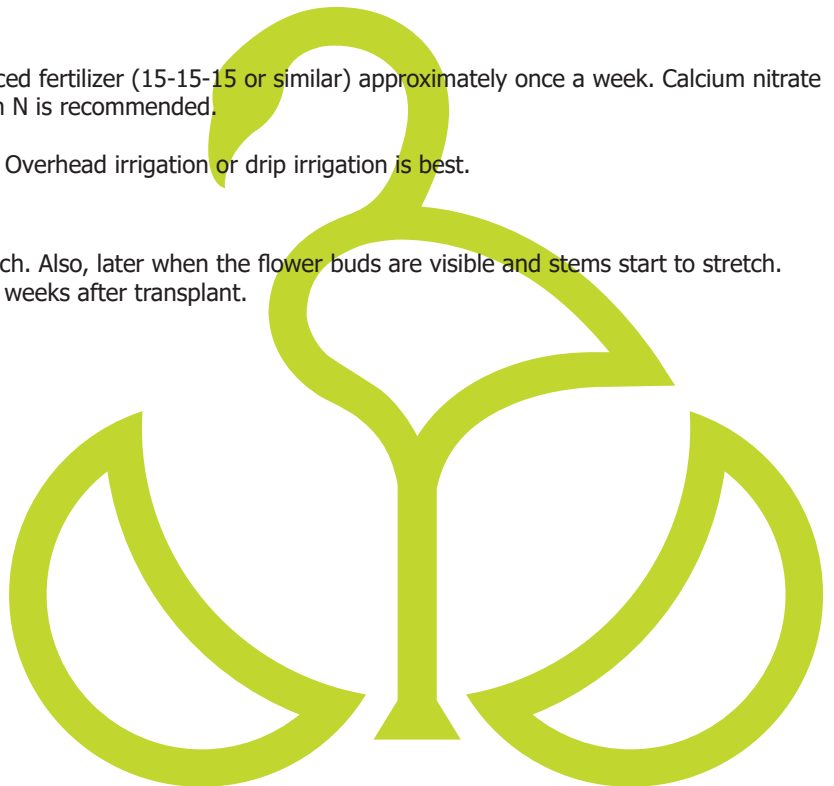 ced fertilizer (15-15-15 or similar) approximately once a week. Calcium nitrate
N is recommended.
Overhead irrigation or drip irrigation is best.
ch. Also, later when the flower buds are visible and stems start to stretch.
weeks after transplant.